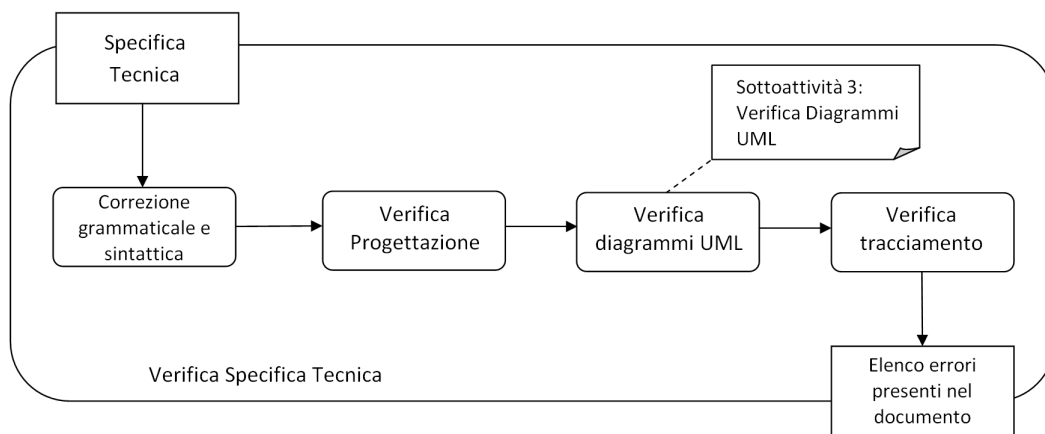 Specifica
Tecnica
Sottoattività 3:
Verifica Diagrammi
UML
Correzione
grammaticale e
sintattica
Verifica
Progettazione
Verifica
diagrammi UML
Verifica
tracciamento
Verifica Specifica Tecnica
Elenco errori
presenti nel
documento